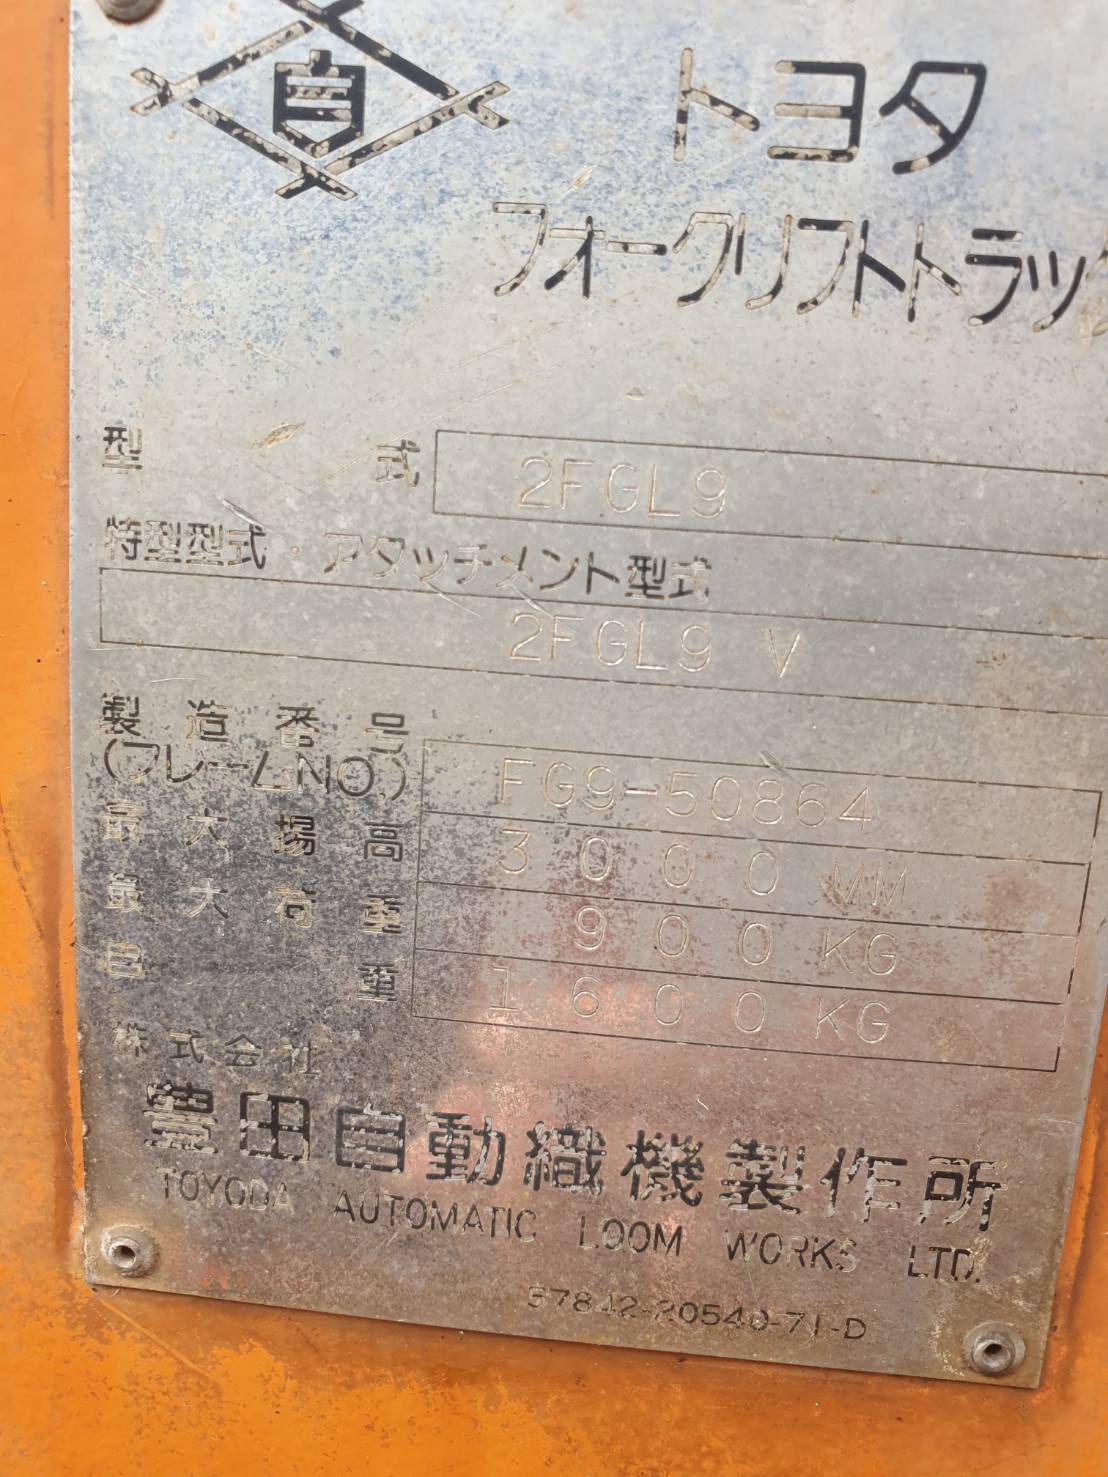 自
トヨタ
フォークリフトトラック
型 式 2FGL9
特型型式・アタッチメント型式
2FGL9 V
製造番号
(フレームNO.) FG9-50864
最大揚高 3000MM
最大荷重 900KG
自重 1600KG
株式会社
豊田自動織機製作所
TOYODA AUTOMATIC LOOM WORKS LTD.
57842-20540-71-D